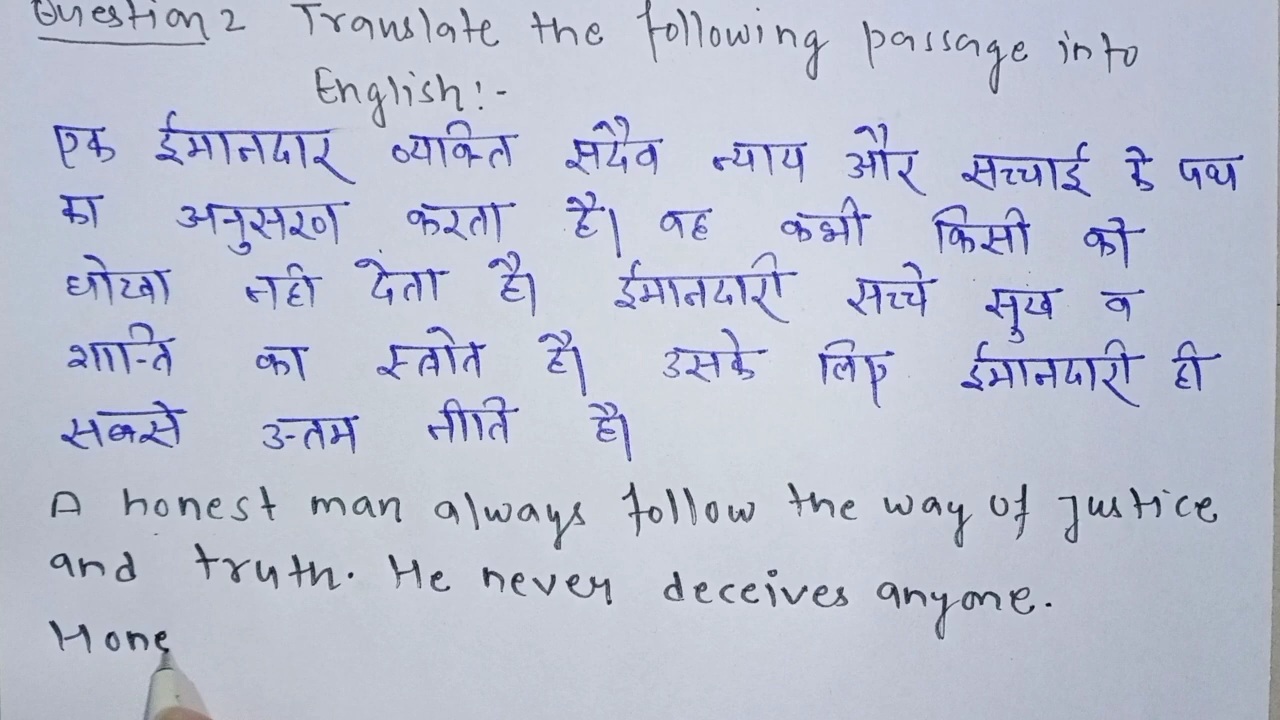 Question 2 Translate the following passage into
English:-
एक ईमानदार व्यक्ति सदैव न्याय और सच्चाई के पथ
का अनुसरण करता है। वह कभी किसी को
धोखा नही देता है। ईमानदारी सच्चे सुख व
शान्ति का स्त्रोत है। उसके लिए ईमानदारी ही
सबसे उत्तम नीति है।
A honest man always follow the way of justice
and truth. He never deceives anyone.
Hone